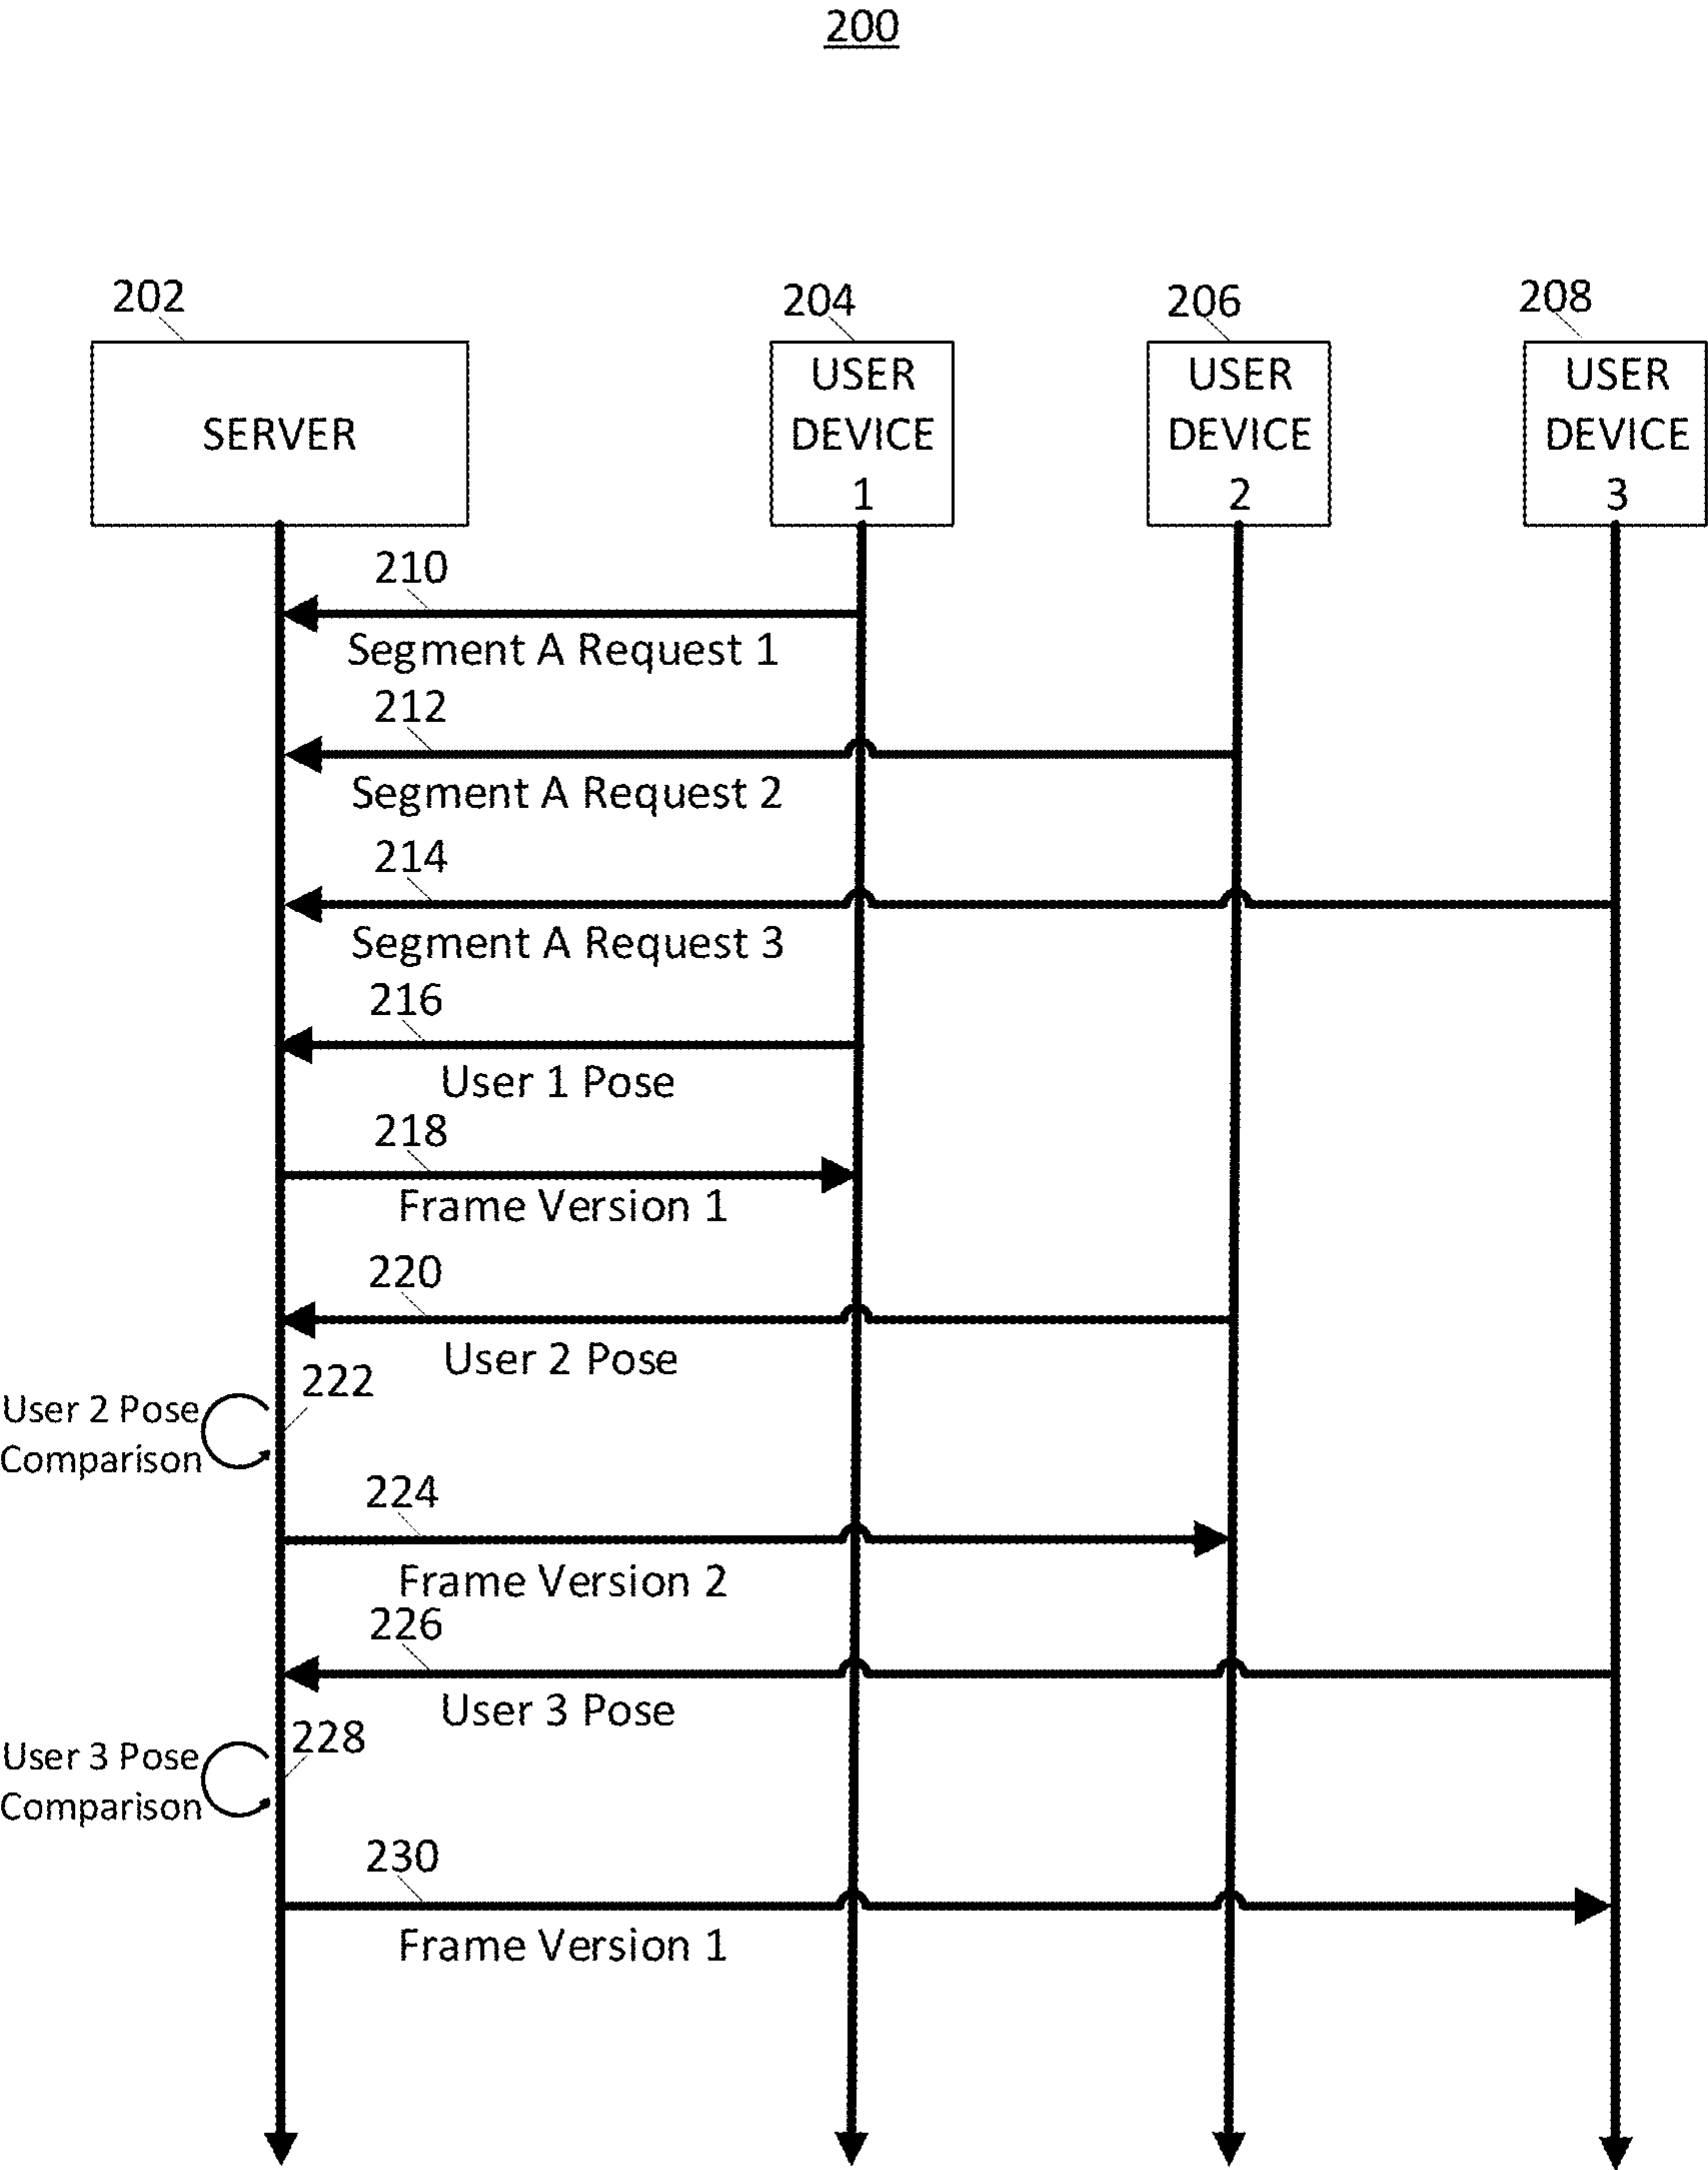 200
202
204
206
208
SERVER
USER
DEVICE
1
USER
DEVICE
2
USER
DEVICE
3
210
Segment A Request 1
212
Segment A Request 2
214
Segment A Request 3
216
User 1 Pose
218
Frame Version 1
220
User 2 Pose
222
User 2 Pose
Comparison
224
Frame Version 2
226
User 3 Pose
228
User 3 Pose
Comparison
230
Frame Version 1